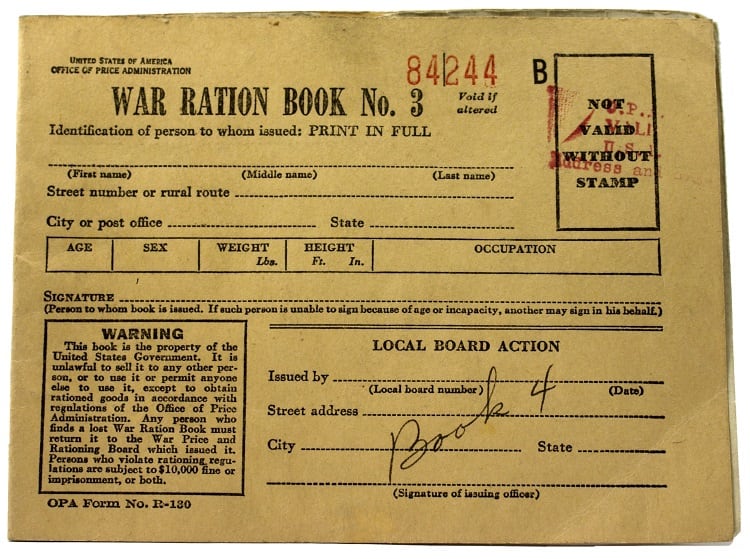 UNITED STATES OF AMERICA
OFFICE OF PRICE ADMINISTRATION
84244 B
WAR RATION BOOK No. 3 Void if altered
Identification of person to whom issued: PRINT IN FULL
(First name) (Middle name) (Last name)
Street number or rural route
City or post office State
NOT
VALID
WITHOUT
STAMP
AGE SEX WEIGHT Lbs. HEIGHT Ft. In. OCCUPATION
SIGNATURE
(Person to whom book is issued. If such person is unable to sign because of age or incapacity, another may sign in his behalf.)
WARNING
This book is the property of the
United States Government. It is
unlawful to sell it to any other per-
son, or to use it or permit anyone
else to use it, except to obtain
rationed goods in accordance with
regulations of the Office of Price
Administration. Any person who
finds a lost War Ration Book must
return it to the War Price and
Rationing Board which issued it.
Persons who violate rationing regu-
lations are subject to $10,000 fine or
imprisonment, or both.
OPA Form No. R-130
LOCAL BOARD ACTION
Issued by
(Local board number) (Date)
Street address
City State
Book 4
(Signature of issuing officer)